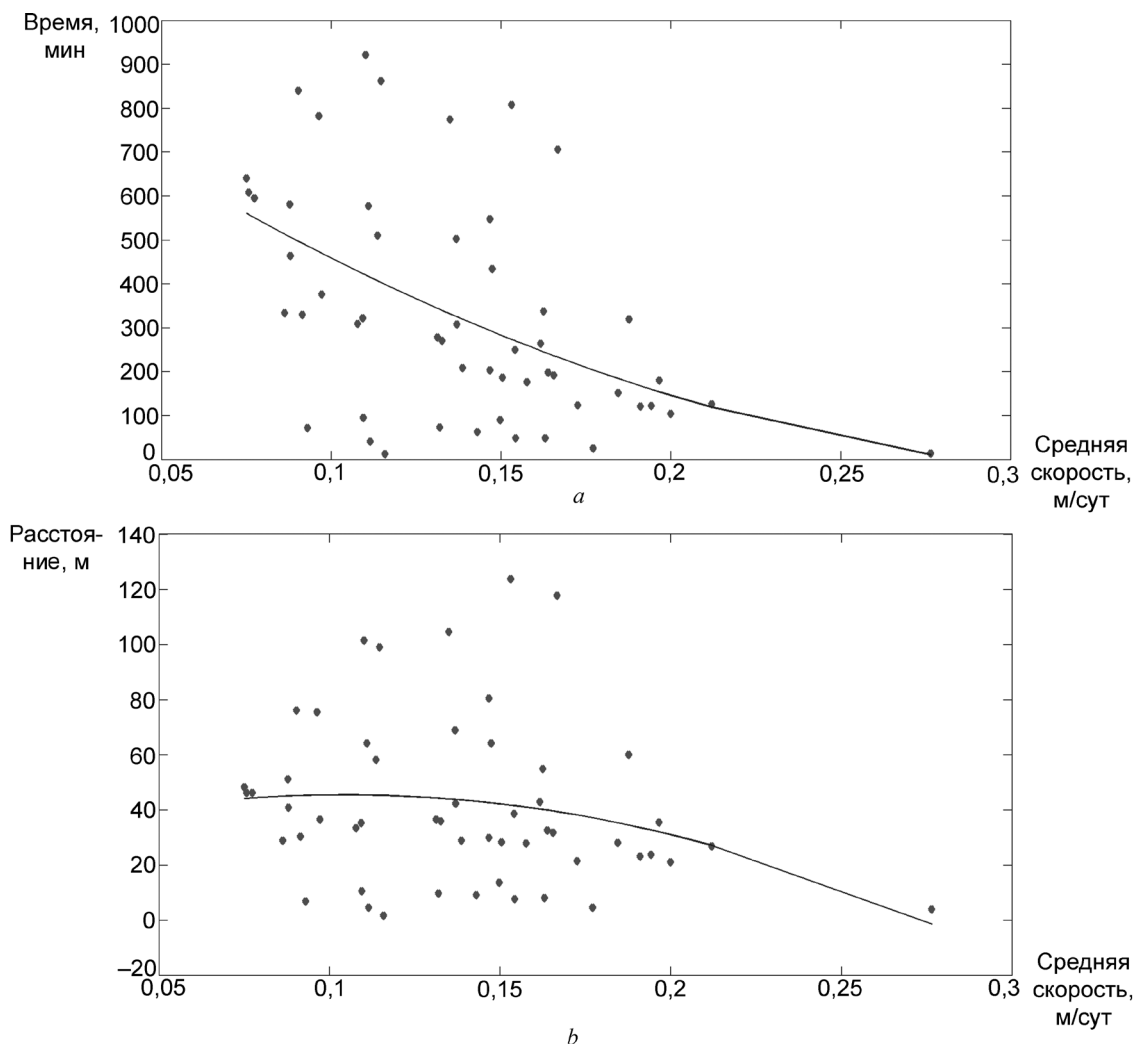 Время,
мин
1000
900
800
700
600
500
400
300
200
100
0
0,05
0,1
0,15
0,2
0,25
0,3
Средняя
скорость,
м/сут
a
Расстоя-
ние, м
140
120
100
80
60
40
20
0
–20
0,05
0,1
0,15
0,2
0,25
0,3
Средняя
скорость,
м/сут
b